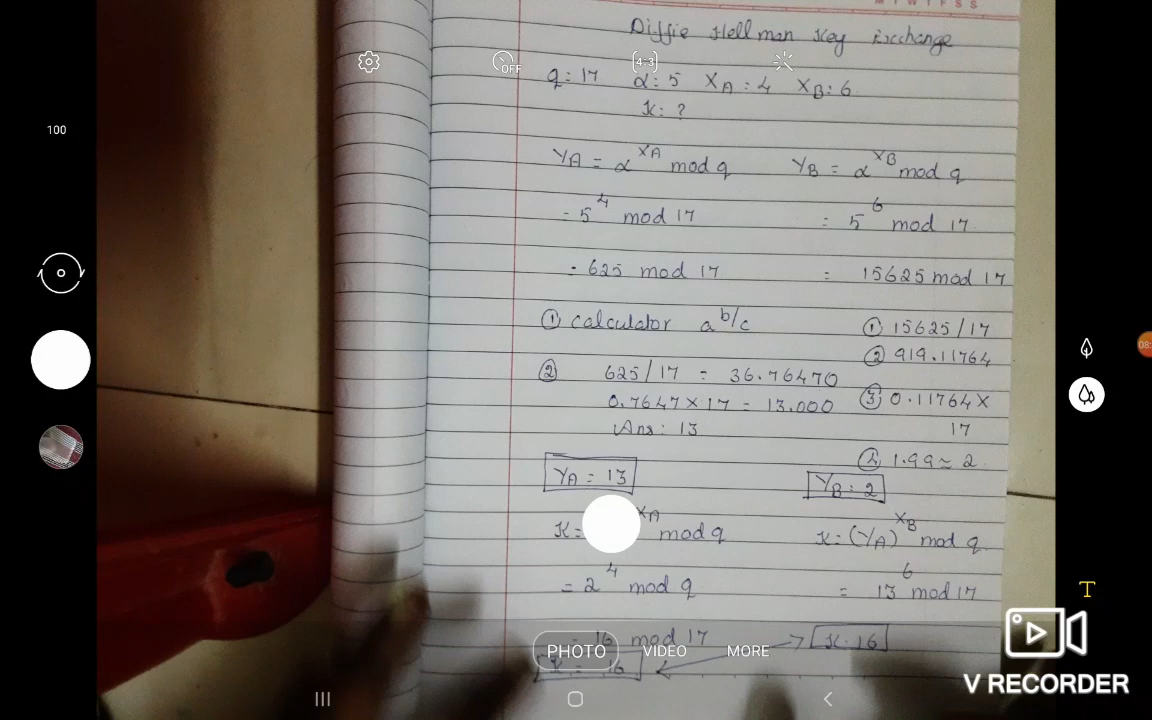 M T W T F S S
Diffie Hellman Key Exchange
OFF
4:3
q: 17 α: 5 XA: 4 XB: 6
K: ?
100
YA = α^XA mod q YB = α^XB mod q
= 5^4 mod 17 = 5^6 mod 17
= 625 mod 17 = 15625 mod 17
① calculator a b/c ① 15625/17
② 919.11764
② 625/17 = 36.76470
0.7647 × 17 = 13.000 ③ 0.11764 ×
Ans: 13 17
1.99 ≈ 2
YA = 13 YB: 2
K= XA mod q K: (YA)^XB mod q
= 2^4 mod q = 13^6 mod 17
= 16 mod 17 K: 16
K = 16
PHOTO VIDEO MORE
T
V RECORDER
08: